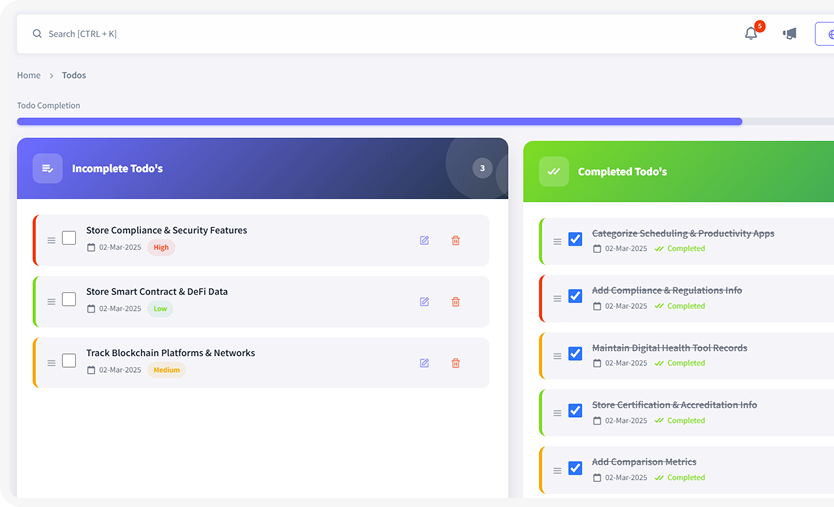 Search [CTRL + K]
5
Home > Todos
Todo Completion
Incomplete Todo's
3
Store Compliance & Security Features
02-Mar-2025 High
Store Smart Contract & DeFi Data
02-Mar-2025 Low
Track Blockchain Platforms & Networks
02-Mar-2025 Medium
Completed Todo's
Categorize Scheduling & Productivity Apps
02-Mar-2025 Completed
Add Compliance & Regulations Info
02-Mar-2025 Completed
Maintain Digital Health Tool Records
02-Mar-2025 Completed
Store Certification & Accreditation Info
02-Mar-2025 Completed
Add Comparison Metrics
02-Mar-2025 Completed